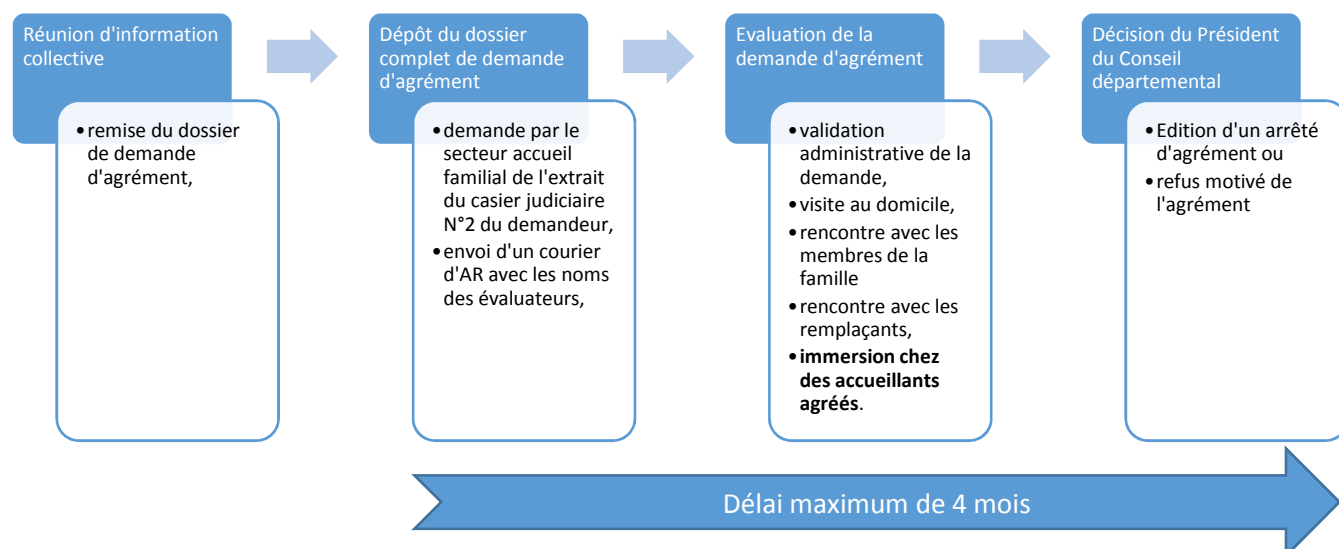 Réunion d'information
collective
•remise du dossier
de demande
d'agrément,
Dépôt du dossier
complet de demande
d'agrément
•demande par le
secteur accueil
familial de l'extrait
du casier judiciaire
N°2 du demandeur,
•envoi d'un courier
d'AR avec les noms
des évaluateurs,
Evaluation de la
demande d'agrément
•validation
administrative de la
demande,
•visite au domicile,
•rencontre avec les
membres de la
famille
•rencontre avec les
remplaçants,
•immersion chez
des accueillants
agréés.
Décision du Président
du Conseil
départemental
•Edition d'un arrêté
d'agrément ou
•refus motivé de
l'agrément
Délai maximum de 4 mois